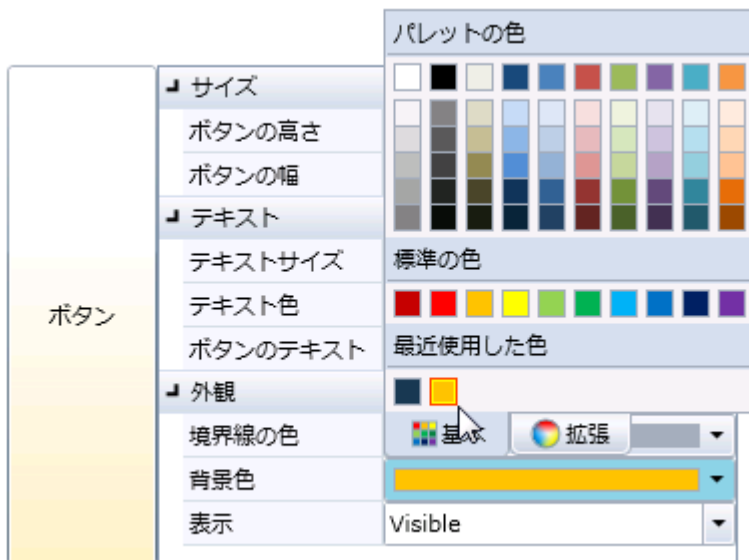 パレットの色
サイズ
ボタンの高さ
ボタンの幅
テキスト
テキストサイズ
標準の色
テキスト色
ボタン
ボタンのテキスト
最近使用した色
外観
境界線の色
基本
拡張
背景色
表示
Visible